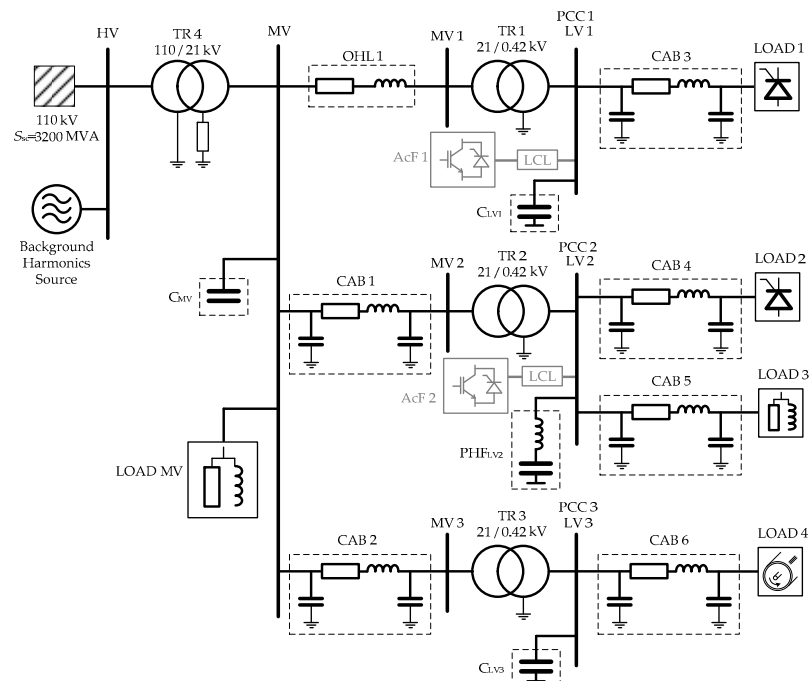 HV
TR 4
110 / 21 kV
MV
110 kV
Ssc=3200 MVA
Background
Harmonics
Source
OHL 1
MV 1
TR 1
21 / 0.42 kV
PCC 1
LV 1
CAB 3
LOAD 1
AcF 1
LCL
CLV1
CMV
CAB 1
MV 2
TR 2
21 / 0.42 kV
PCC 2
LV 2
CAB 4
LOAD 2
AcF 2
LCL
CAB 5
LOAD 3
PHFLV2
LOAD MV
CAB 2
MV 3
TR 3
21 / 0.42 kV
PCC 3
LV 3
CAB 6
LOAD 4
CLV3